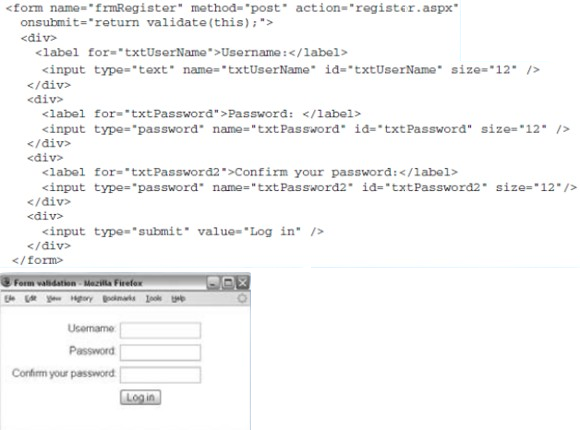 <form name="frmRegister" method="post" action="register.aspx"
onsubmit="return validate(this);">
<div>
<label for="txtUserName">Username:</label>
<input type="text" name="txtUserName" id="txtUserName" size="12" />
</div>
<div>
<label for="txtPassword">Password: </label>
<input type="password" name="txtPassword" id="txtPassword" size="12" />
</div>
<div>
<label for="txtPassword2">Confirm your password:</label>
<input type="password" name="txtPassword2" id="txtPassword2" size="12"/>
</div>
<div>
<input type="submit" value="Log in" />
</div>
</form>
Form validation - Mozilla Firefox
File Edit View History Bookmarks Tools Help
Username:
Password:
Confirm your password:
Log in